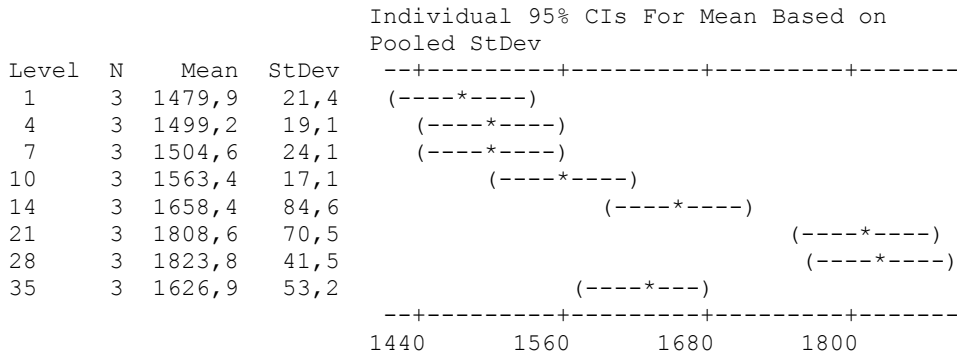 Individual 95% CIs For Mean Based on
                         Pooled StDev
Level  N    Mean  StDev   --+---------+---------+---------+-------
 1     3  1479,9   21,4   (----*----)
 4     3  1499,2   19,1     (----*----)
 7     3  1504,6   24,1     (----*----)
10     3  1563,4   17,1          (----*----)
14     3  1658,4   84,6                  (----*----)
21     3  1808,6   70,5                               (----*----)
28     3  1823,8   41,5                                (----*----)
35     3  1626,9   53,2                (----*---)
                          --+---------+---------+---------+-------
                         1440      1560      1680      1800